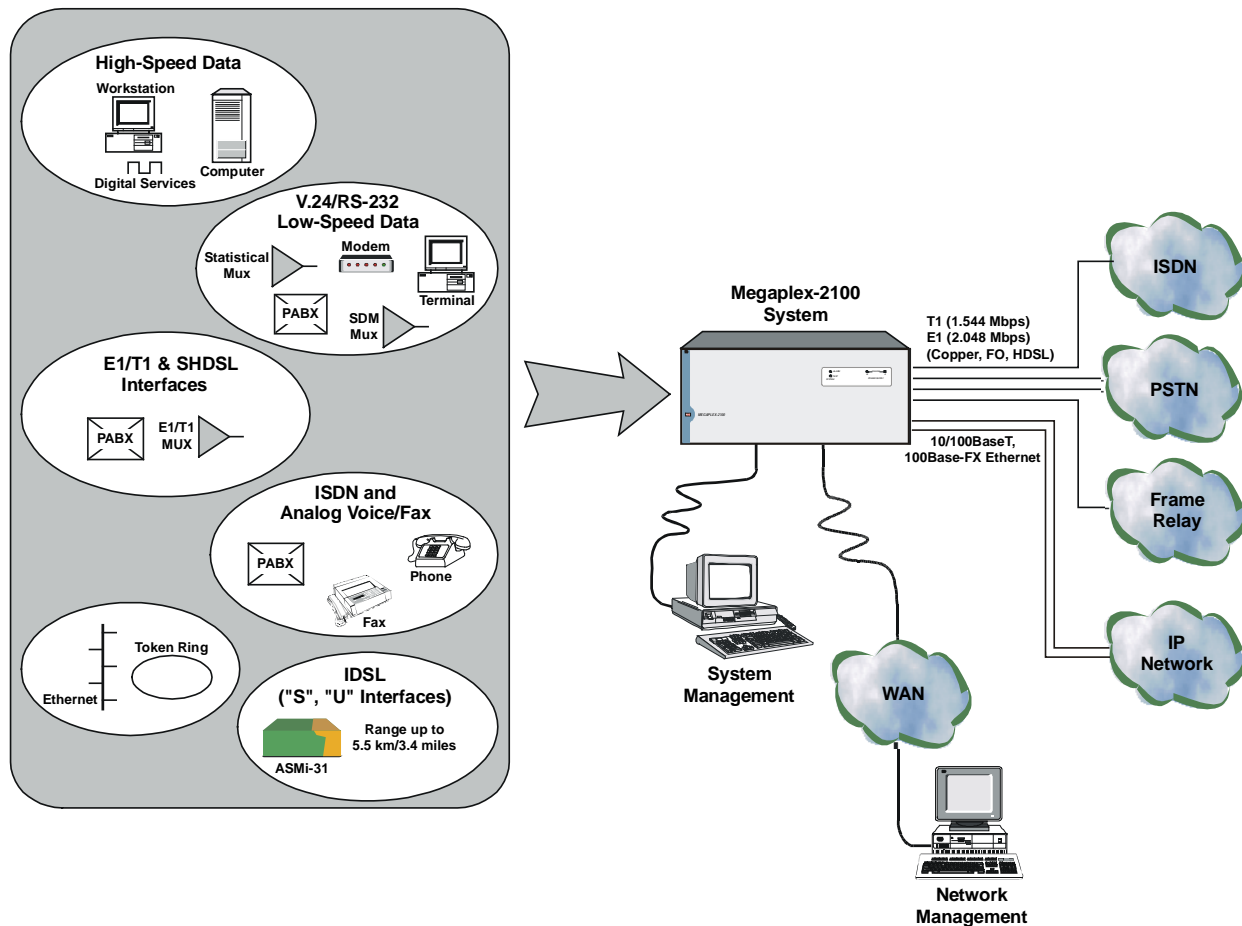 High-Speed Data
Workstation
Digital Services
Computer
V.24/RS-232
Low-Speed Data
Statistical
Mux
Modem
Terminal
PABX
SDM
Mux
E1/T1 & SHDSL
Interfaces
PABX
E1/T1
MUX
ISDN and
Analog Voice/Fax
PABX
Phone
Fax
Ethernet
Token Ring
IDSL
("S", "U" Interfaces)
Range up to
5.5 km/3.4 miles
ASMi-31
Megaplex-2100
System
MEGAPLEX-2100
T1 (1.544 Mbps)
E1 (2.048 Mbps)
(Copper, FO, HDSL)
10/100BaseT,
100Base-FX Ethernet
ISDN
PSTN
Frame
Relay
IP
Network
System
Management
WAN
Network
Management